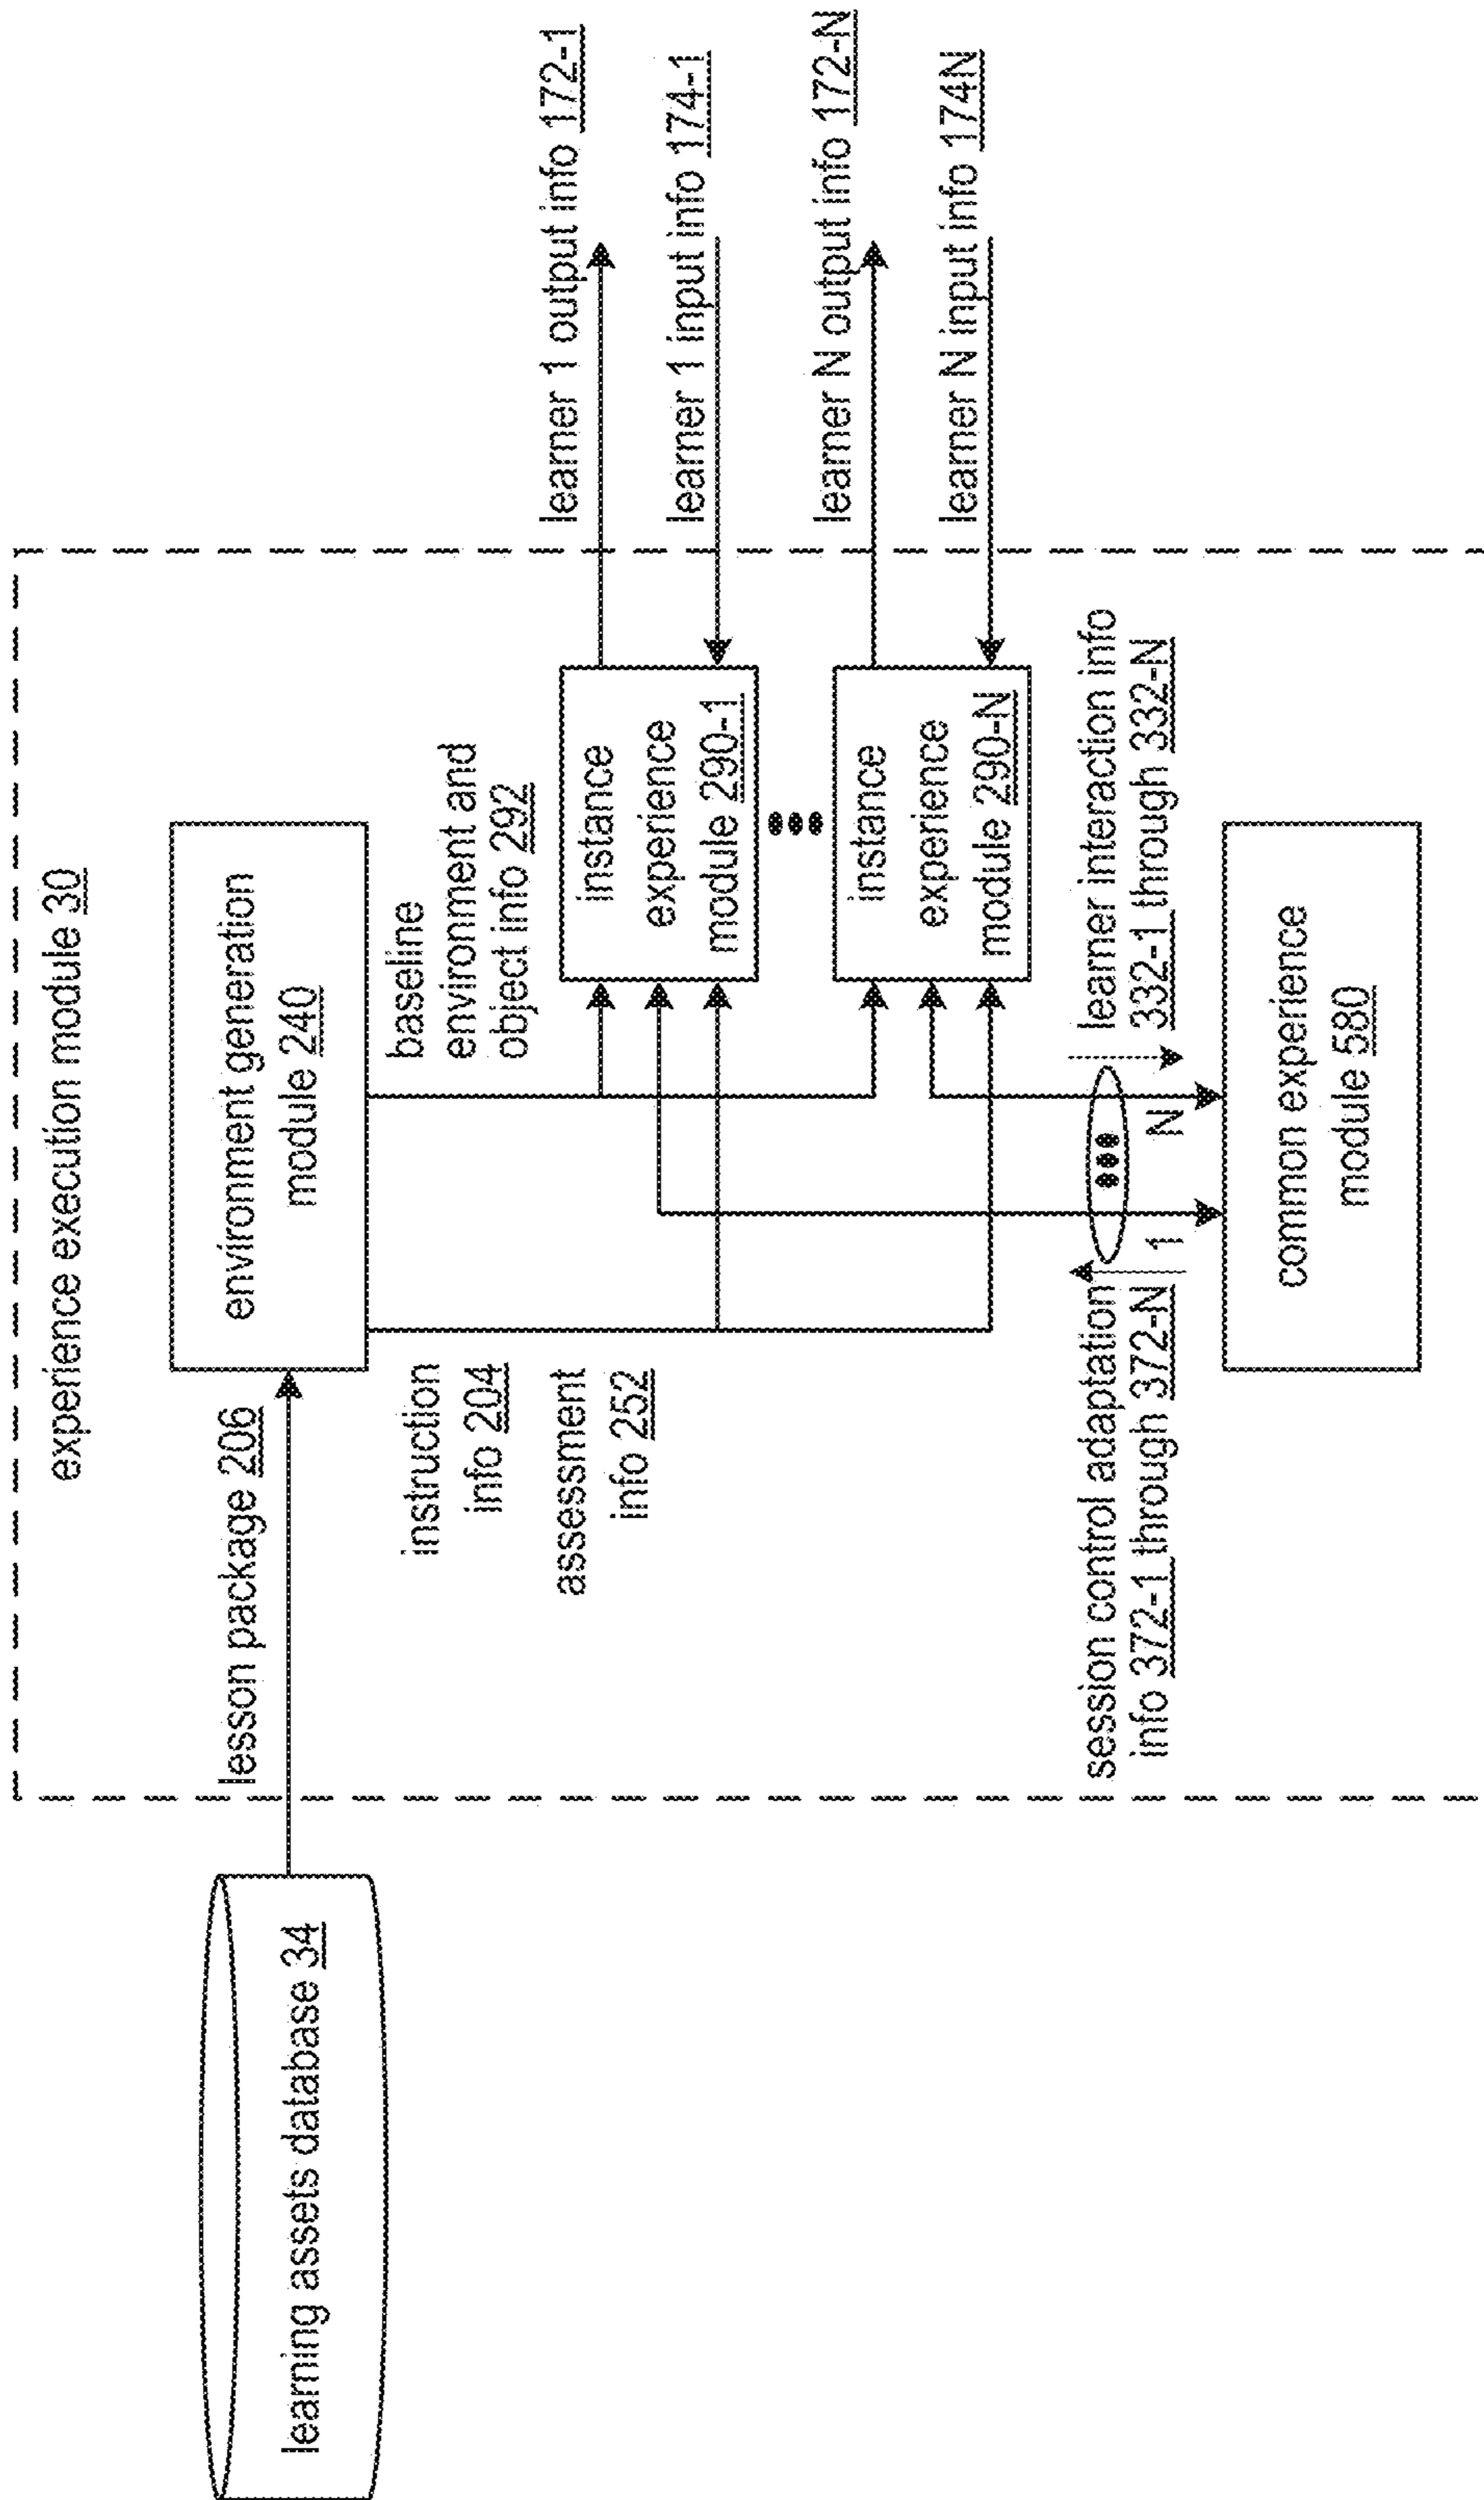 experience execution module 30
learning assets database 34
lesson package 206
environment generation
module 240
instruction
info 204
assessment
info 252
baseline
environment and
object info 292
instance
experience
module 290-1
learner 1 output info 172-1
learner 1 input info 174-1
instance
experience
module 290-N
learner N output info 172-N
learner N input info 174N
session control adaptation
info 372-1 through 372-N
1
N
learner interaction info
332-1 through 332-N
common experience
module 580